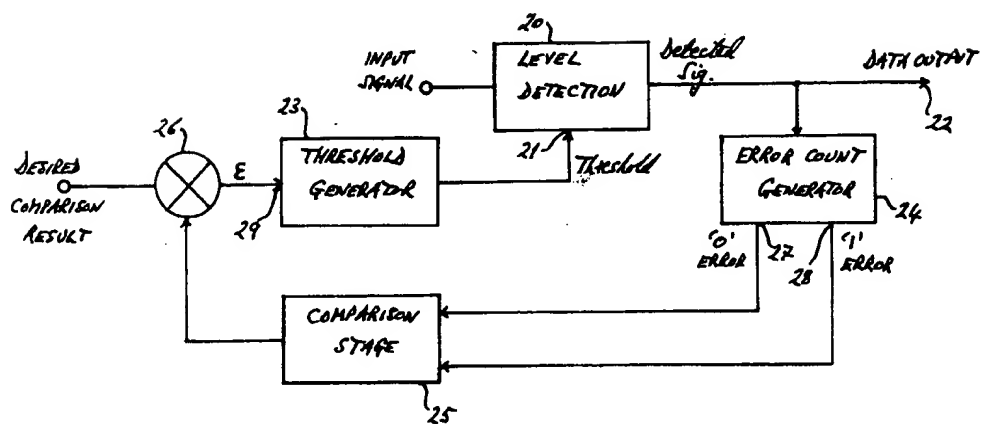 20
INPUT
SIGNAL
LEVEL
DETECTION
Detected
Sig.
DATA OUTPUT
22
21
Threshold
26
23
DESIRED
COMPARISON
RESULT
ε
THRESHOLD
GENERATOR
29
ERROR COUNT
GENERATOR
24
'0'
ERROR
27
28
'1'
ERROR
COMPARISON
STAGE
25